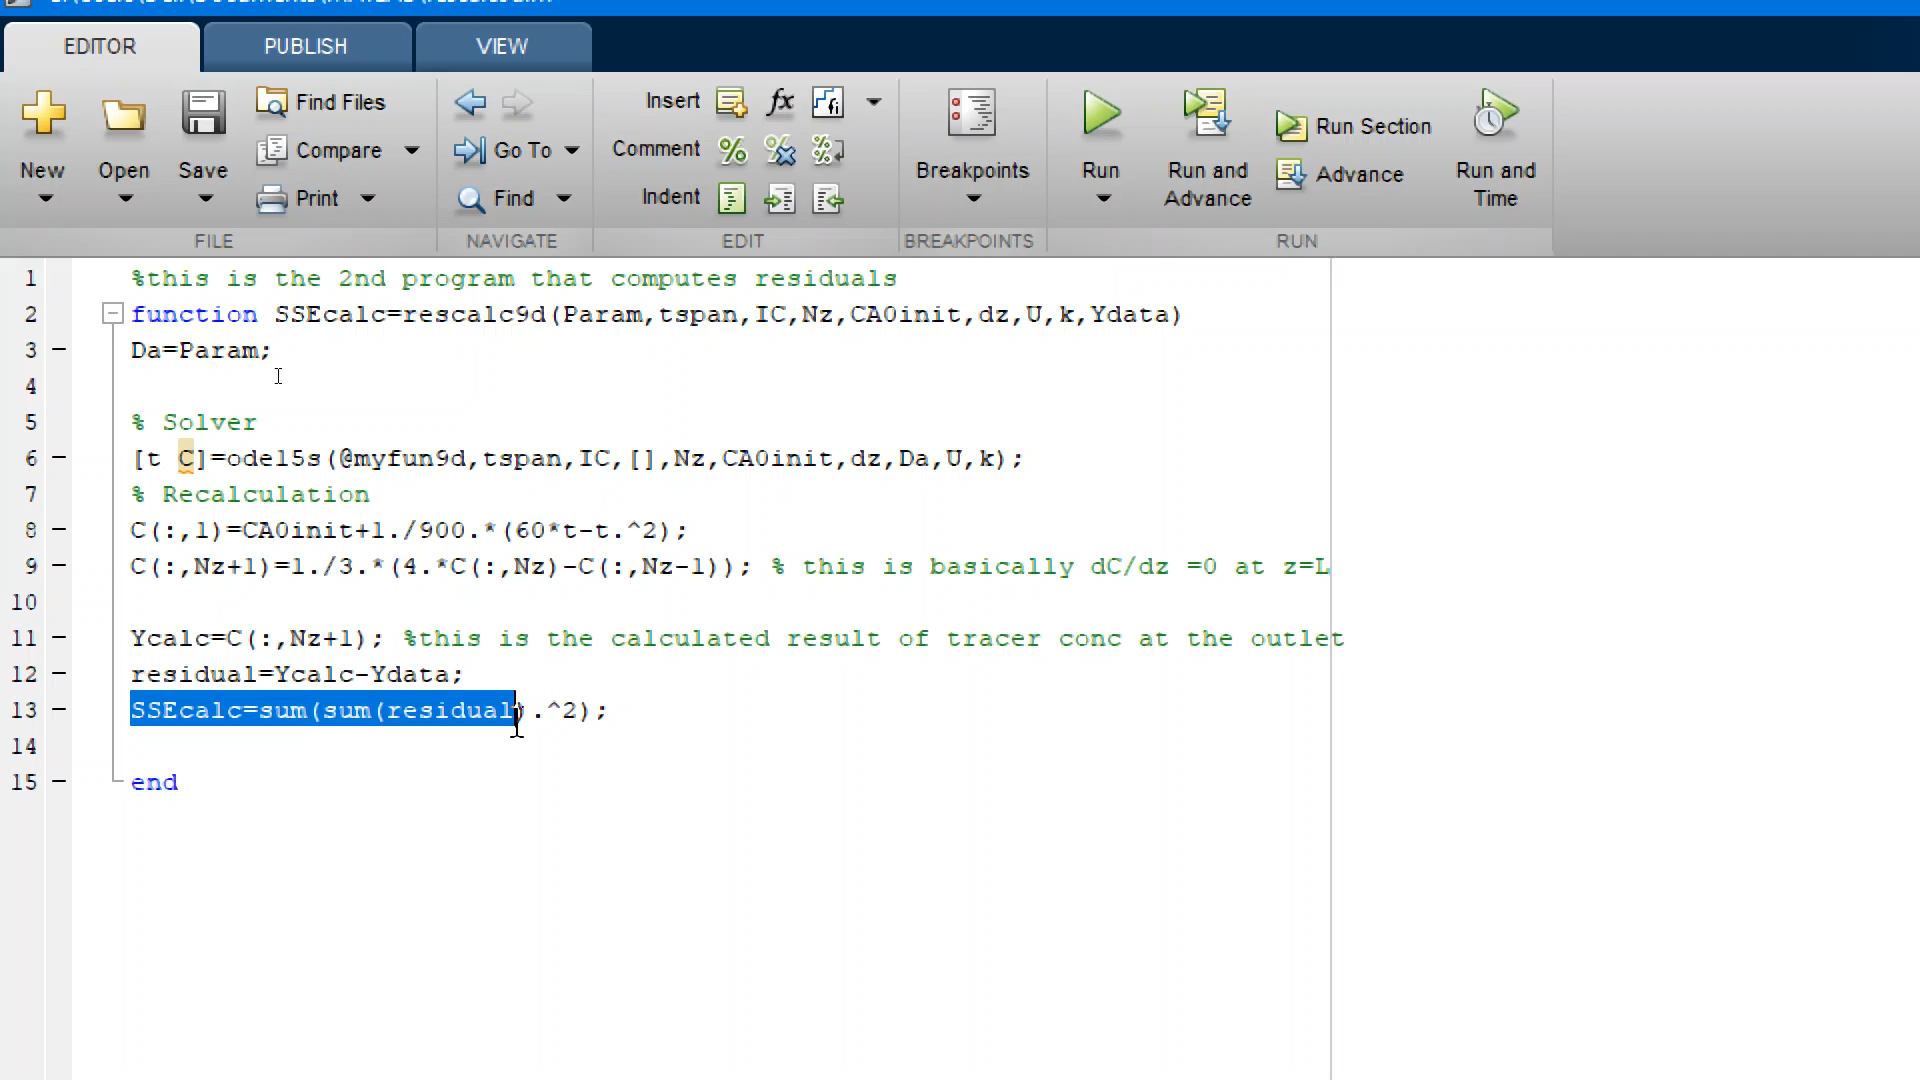 EDITOR PUBLISH VIEW
New Open Save Find Files Compare Print
Go To Find
Insert Comment Indent
Breakpoints
Run Run and Advance Run Section Advance Run and Time
FILE NAVIGATE EDIT BREAKPOINTS RUN
1 %this is the 2nd program that computes residuals
2 function SSEcalc=rescalc9d(Param,tspan,IC,Nz,CA0init,dz,U,k,Ydata)
3 Da=Param;
4
5 % Solver
6 [t C]=ode15s(@myfun9d,tspan,IC,[],Nz,CA0init,dz,Da,U,k);
7 % Recalculation
8 C(:,1)=CA0init+1./900.*(60*t-t.^2);
9 C(:,Nz+1)=1./3.*(4.*C(:,Nz)-C(:,Nz-1)); % this is basically dC/dz =0 at z=L
10
11 Ycalc=C(:,Nz+1); %this is the calculated result of tracer conc at the outlet
12 residual=Ycalc-Ydata;
13 SSEcalc=sum(sum(residual).^2);
14
15 end